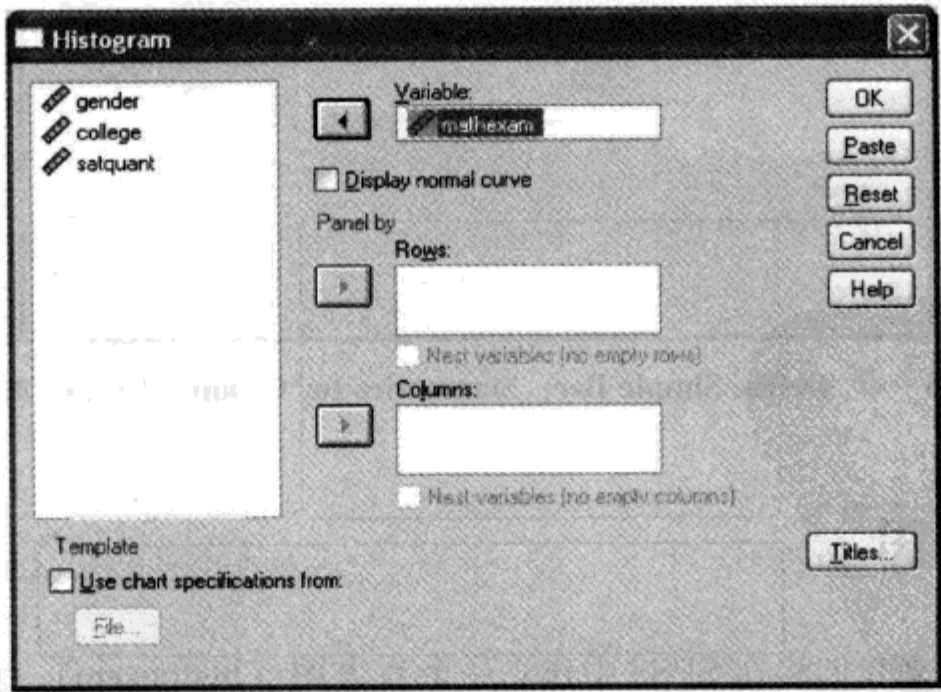 Histogram
gender
college
satquant
Variable:
mathexam
Display normal curve
Panel by
Rows:
Nest variables (no empty rows)
Columns:
Nest variables (no empty columns)
OK
Paste
Reset
Cancel
Help
Template
Use chart specifications from:
File...
Titles...